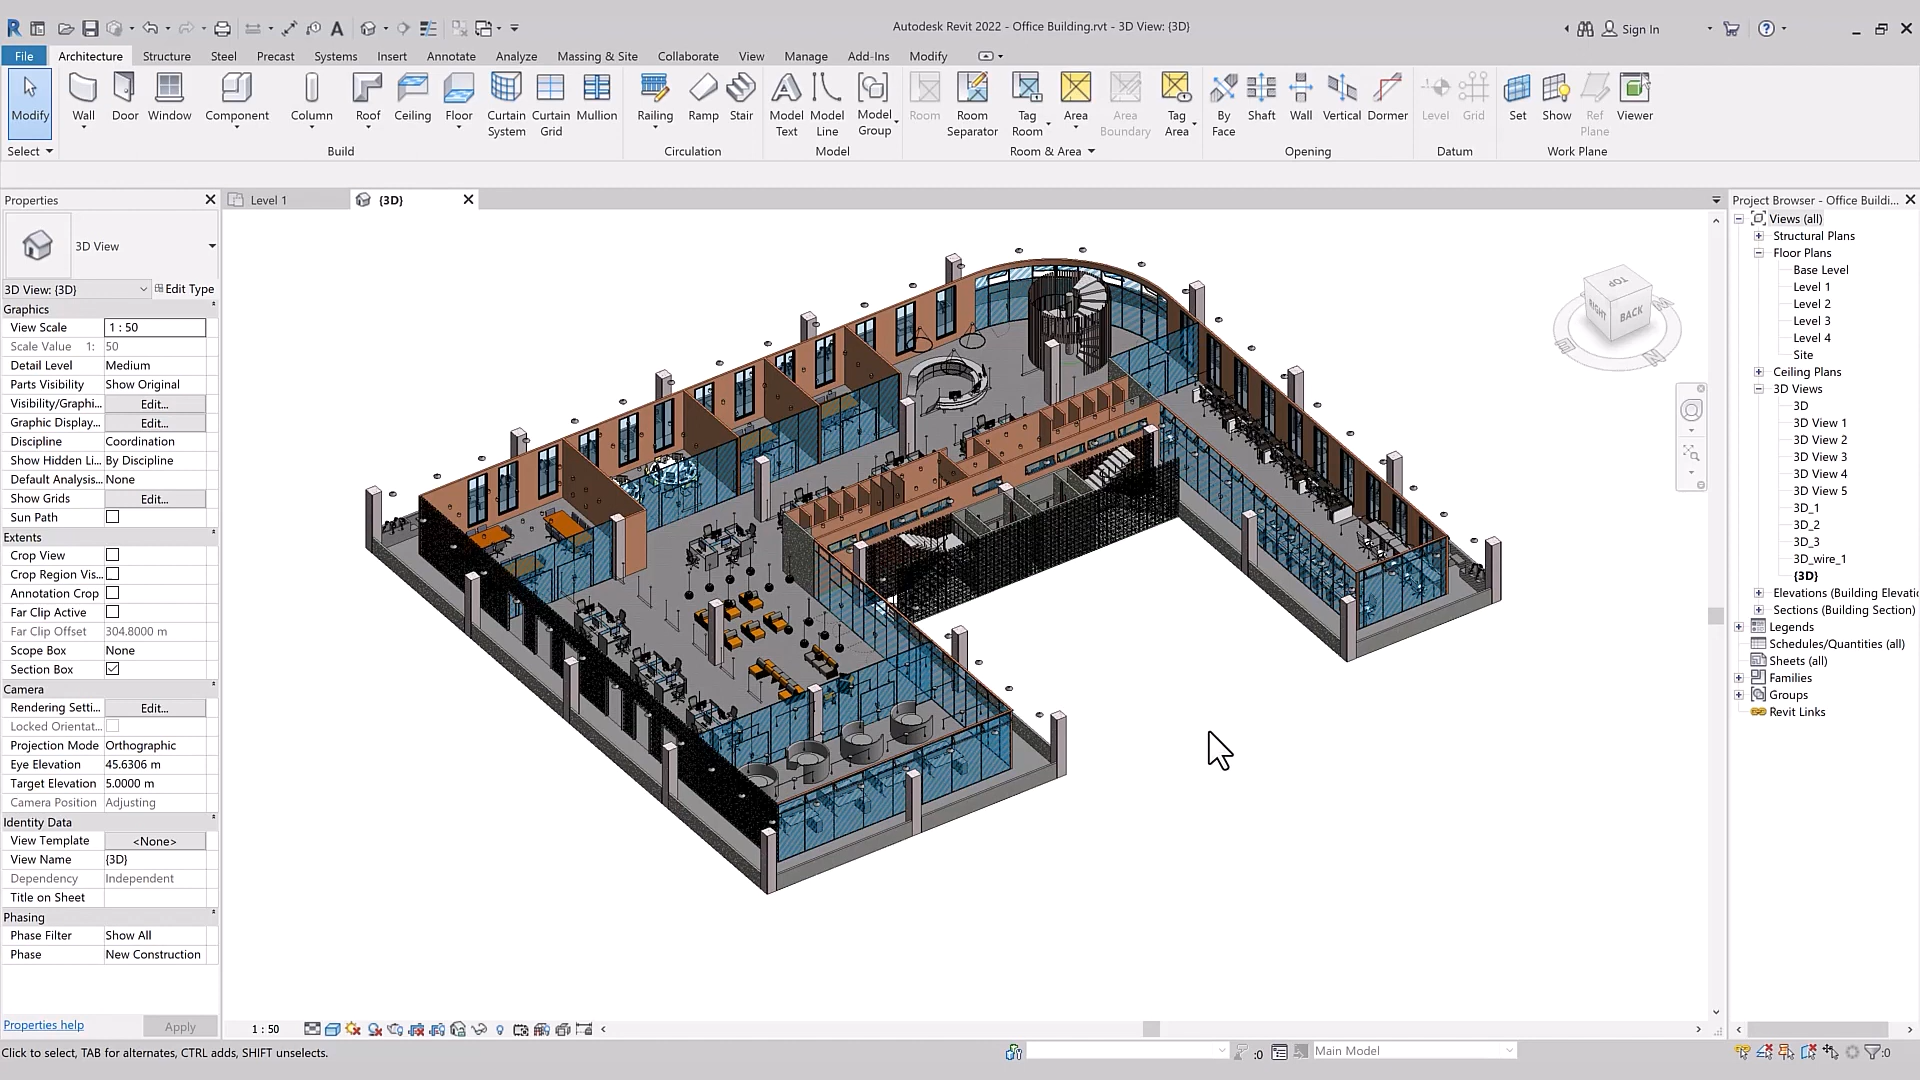 Autodesk Revit 2022 - Office Building.rvt - 3D View: {3D}
Sign In
File Architecture Structure Steel Precast Systems Insert Annotate Analyze Massing & Site Collaborate View Manage Add-Ins Modify
Modify Wall Door Window Component Column Roof Ceiling Floor Curtain System Curtain Grid Mullion Railing Ramp Stair Model Text Model Line Model Group Room Room Separator Tag Room Area Area Boundary Tag Area By Face Shaft Wall Vertical Dormer Level Grid Set Show Ref Plane Viewer
Select Build Circulation Model Room & Area Opening Datum Work Plane
Properties
Level 1
{3D}
3D View
3D View: {3D} Edit Type
Graphics
View Scale 1 : 50
Scale Value 1: 50
Detail Level Medium
Parts Visibility Show Original
Visibility/Graphi... Edit...
Graphic Display... Edit...
Discipline Coordination
Show Hidden Li... By Discipline
Default Analysis... None
Show Grids Edit...
Sun Path
Extents
Crop View
Crop Region Vis...
Annotation Crop
Far Clip Active
Far Clip Offset 304.8000 m
Scope Box None
Section Box
Camera
Rendering Setti... Edit...
Locked Orientat...
Projection Mode Orthographic
Eye Elevation 45.6306 m
Target Elevation 5.0000 m
Camera Position Adjusting
Identity Data
View Template <None>
View Name {3D}
Dependency Independent
Title on Sheet
Phasing
Phase Filter Show All
Phase New Construction
Properties help Apply
TOP
RIGHT
BACK
Project Browser - Office Buildi...
Views (all)
Structural Plans
Floor Plans
Base Level
Level 1
Level 2
Level 3
Level 4
Site
Ceiling Plans
3D Views
3D
3D View 1
3D View 2
3D View 3
3D View 4
3D View 5
3D_1
3D_2
3D_3
3D_wire_1
{3D}
Elevations (Building Elevatio
Sections (Building Section)
Legends
Schedules/Quantities (all)
Sheets (all)
Families
Groups
Revit Links
1 : 50
Click to select, TAB for alternates, CTRL adds, SHIFT unselects.
:0
Main Model
:0